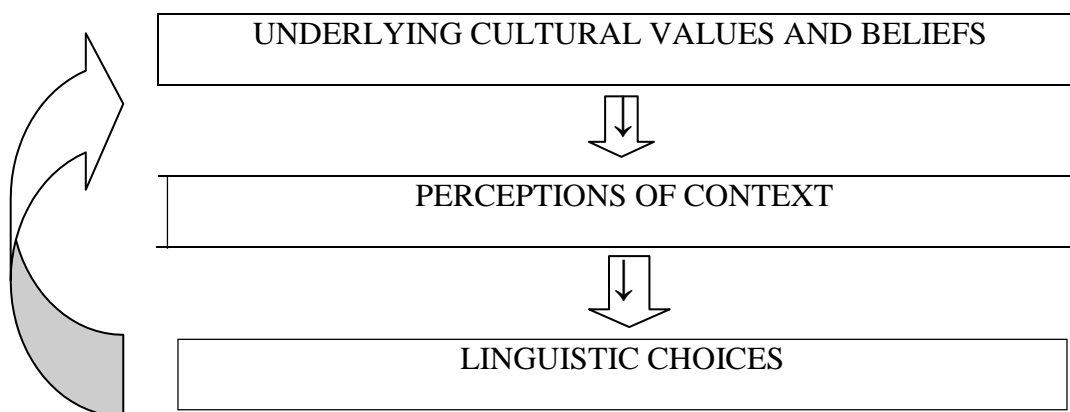 UNDERLYING CULTURAL VALUES AND BELIEFS
PERCEPTIONS OF CONTEXT
LINGUISTIC CHOICES